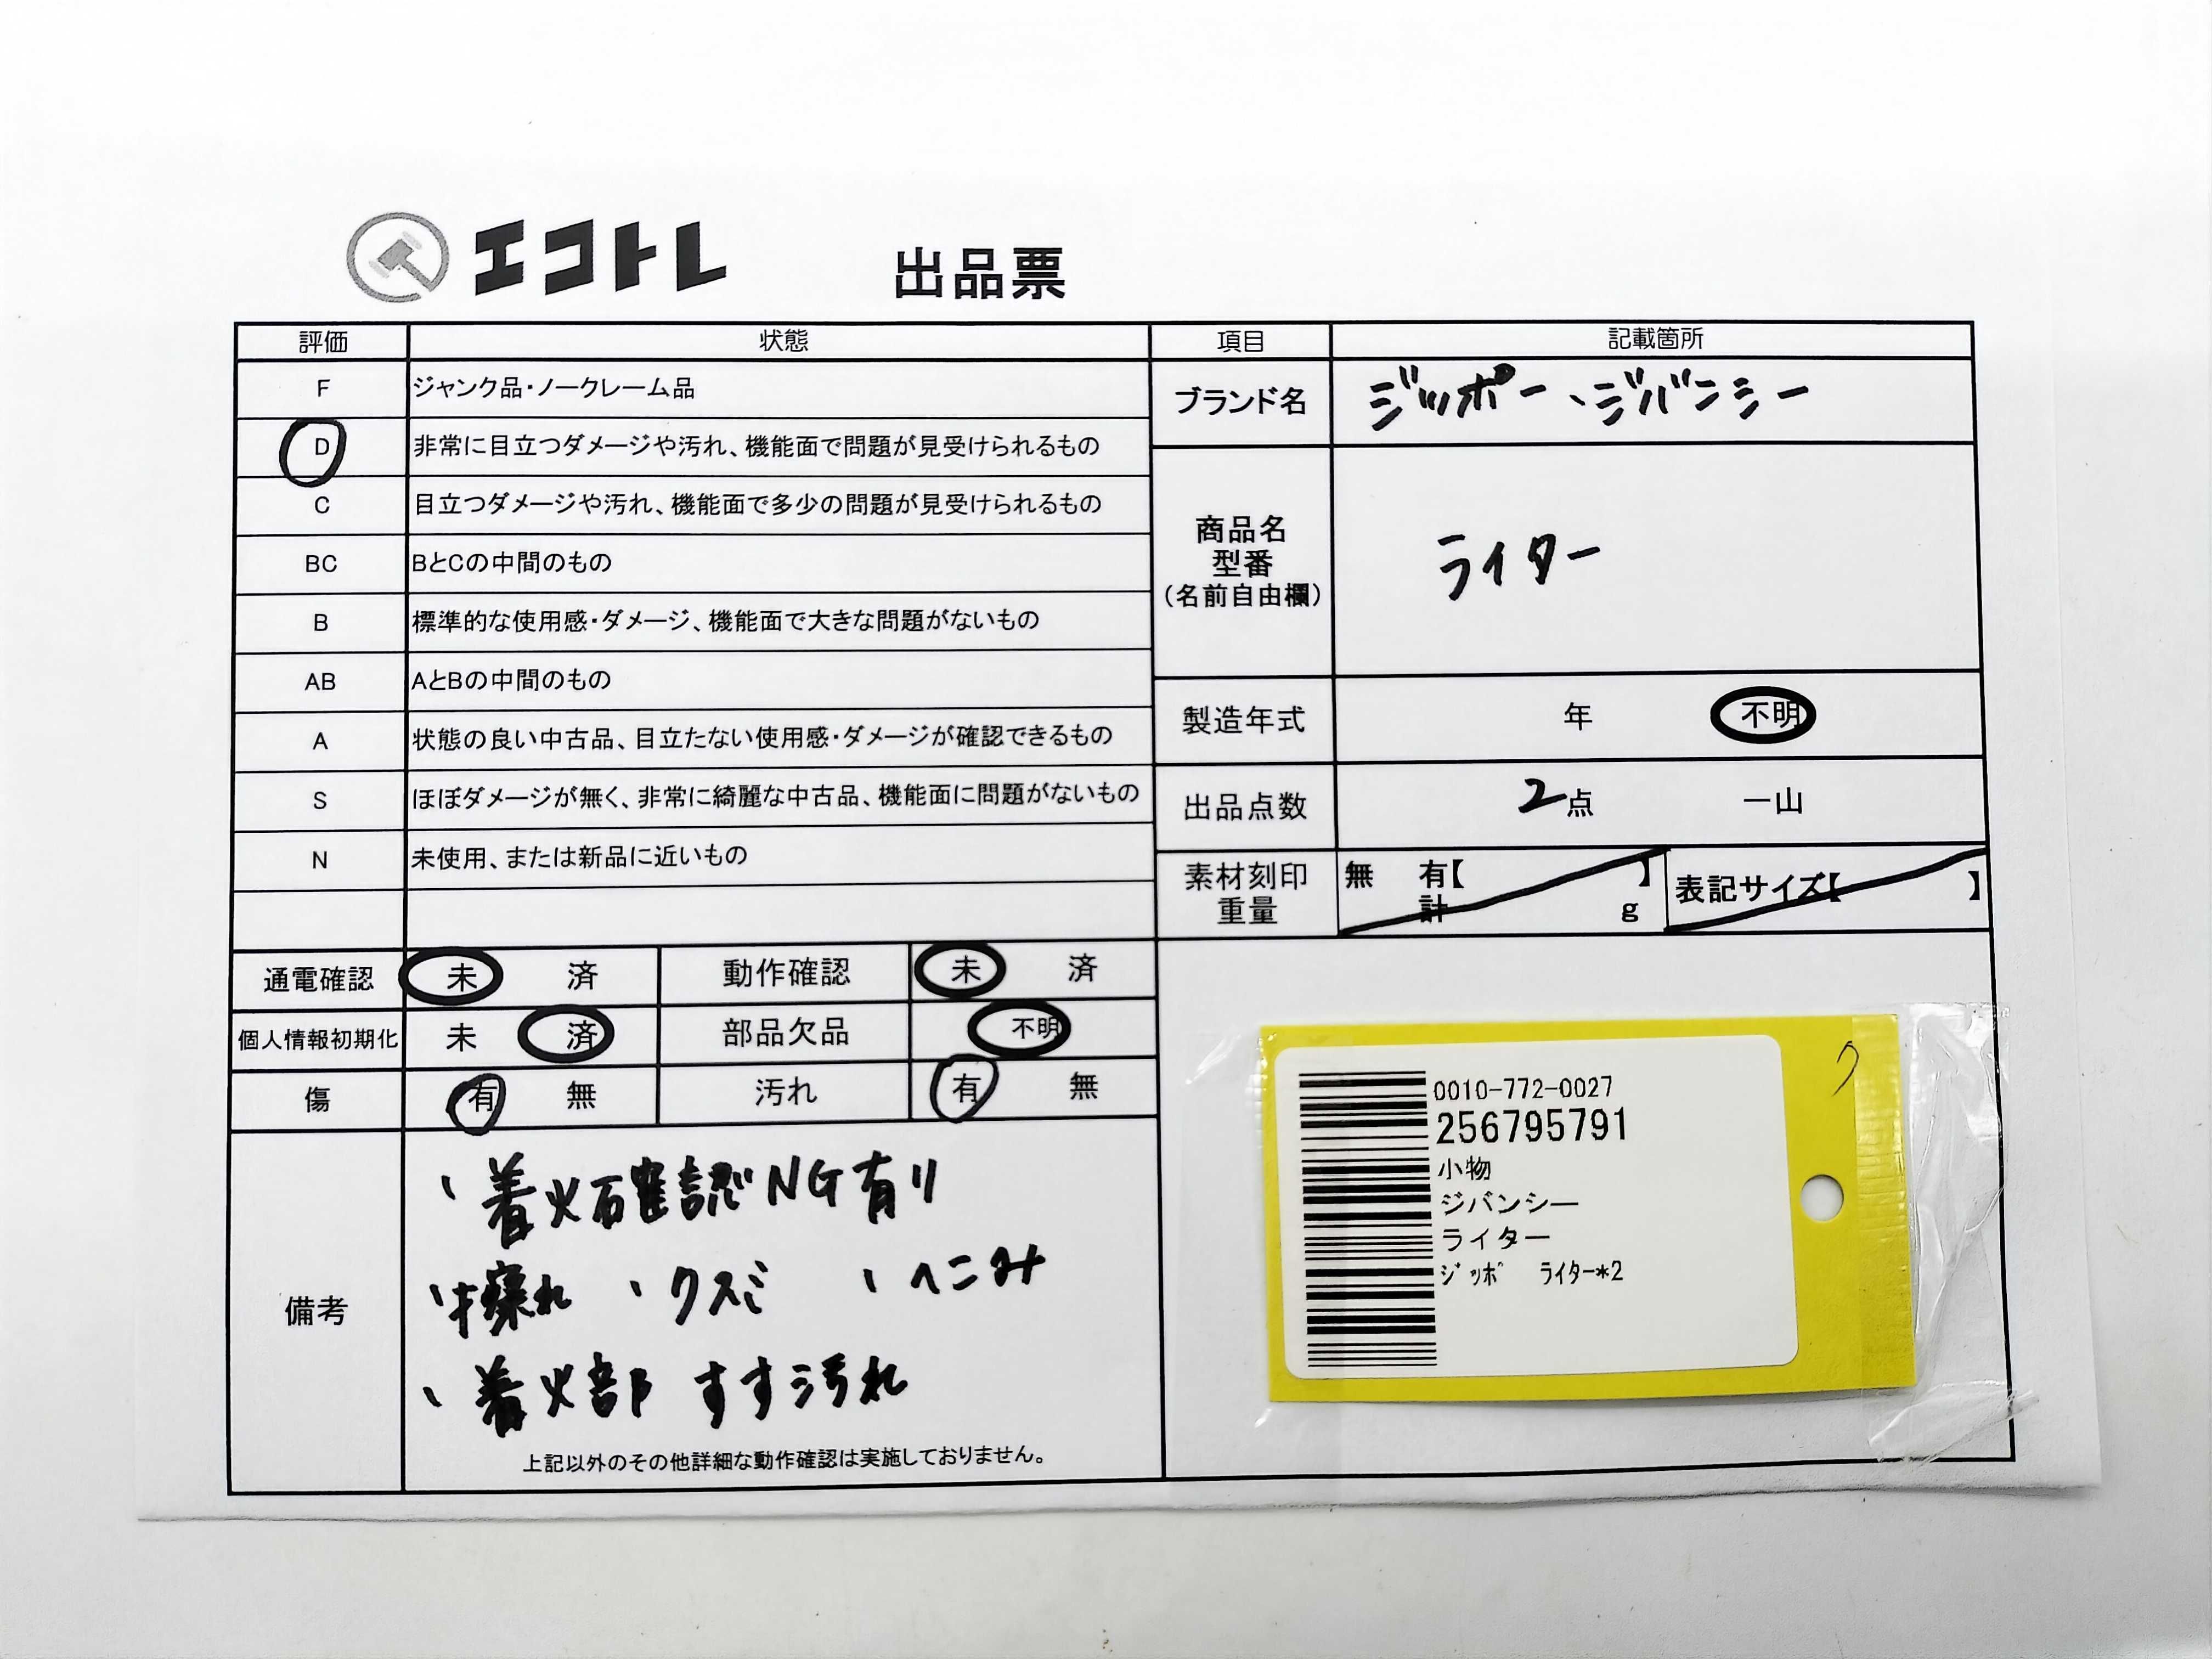 エコトレ 出品票
評価 状態 項目 記載箇所
F ジャンク品・ノークレーム品
D 非常に目立つダメージや汚れ、機能面で問題が見受けられるもの
C 目立つダメージや汚れ、機能面で多少の問題が見受けられるもの
BC BとCの中間のもの
B 標準的な使用感・ダメージ、機能面で大きな問題がないもの
AB AとBの中間のもの
A 状態の良い中古品、目立たない使用感・ダメージが確認できるもの
S ほぼダメージが無く、非常に綺麗な中古品、機能面に問題がないもの
N 未使用、または新品に近いもの
ブランド名 ジッポー、ジバンシー
商品名
型番
(名前自由欄)
ライター
製造年式 年 不明
出品点数 2点 一山
素材刻印
重量
無 有【 】
計 g
表記サイズ【 】
通電確認 未 済 動作確認 未 済
個人情報初期化 未 済 部品欠品 不明
傷 有 無 汚れ 有 無
備考
、着火確認NG有り
、擦れ 、クスミ 、へこみ
、着火部 すす汚れ
上記以外のその他詳細な動作確認は実施しておりません。
0010-772-0027
256795791
小物
ジバンシー
ライター
ｼﾞｯﾎﾟ ﾗｲﾀｰ*2